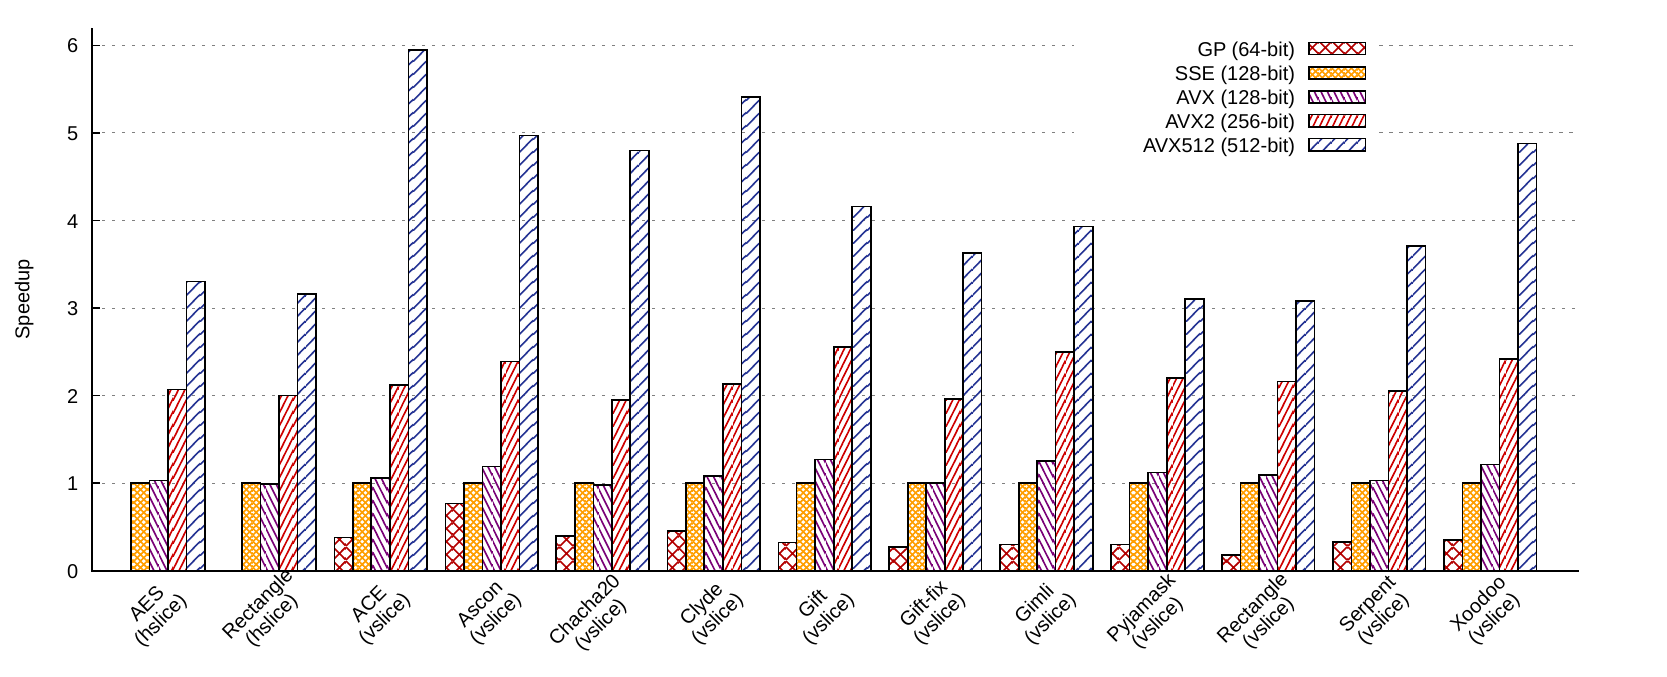 Speedup
6
5
4
3
2
1
0
GP (64-bit)
SSE (128-bit)
AVX (128-bit)
AVX2 (256-bit)
AVX512 (512-bit)
AES
(hslice)
Rectangle
(hslice)
ACE
(vslice)
Ascon
(vslice)
Chacha20
(vslice)
Clyde
(vslice)
Gift
(vslice)
Gift-fix
(vslice)
Gimli
(vslice)
Pyjamask
(vslice)
Rectangle
(vslice)
Serpent
(vslice)
Xoodoo
(vslice)